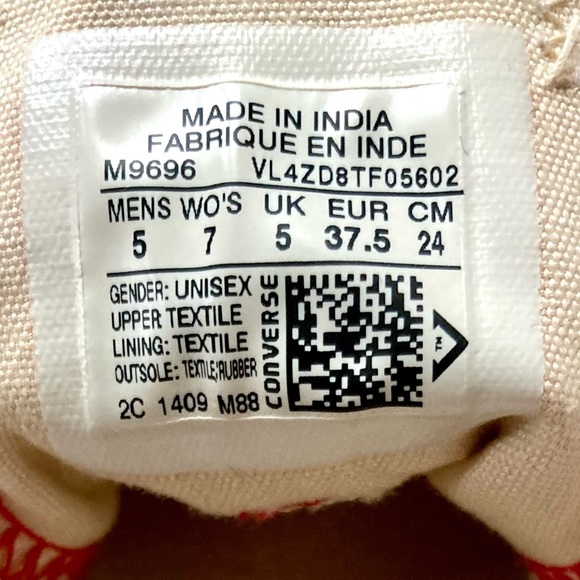 MADE IN INDIA
FABRIQUE EN INDE
M9696 VL4ZD8TF05602
MENS WO'S UK EUR CM
5 7 5 37.5 24
GENDER: UNISEX
UPPER TEXTILE
LINING: TEXTILE
OUTSOLE: TEXTILE;RUBBER
2C 1409 M88
CONVERSE
TM